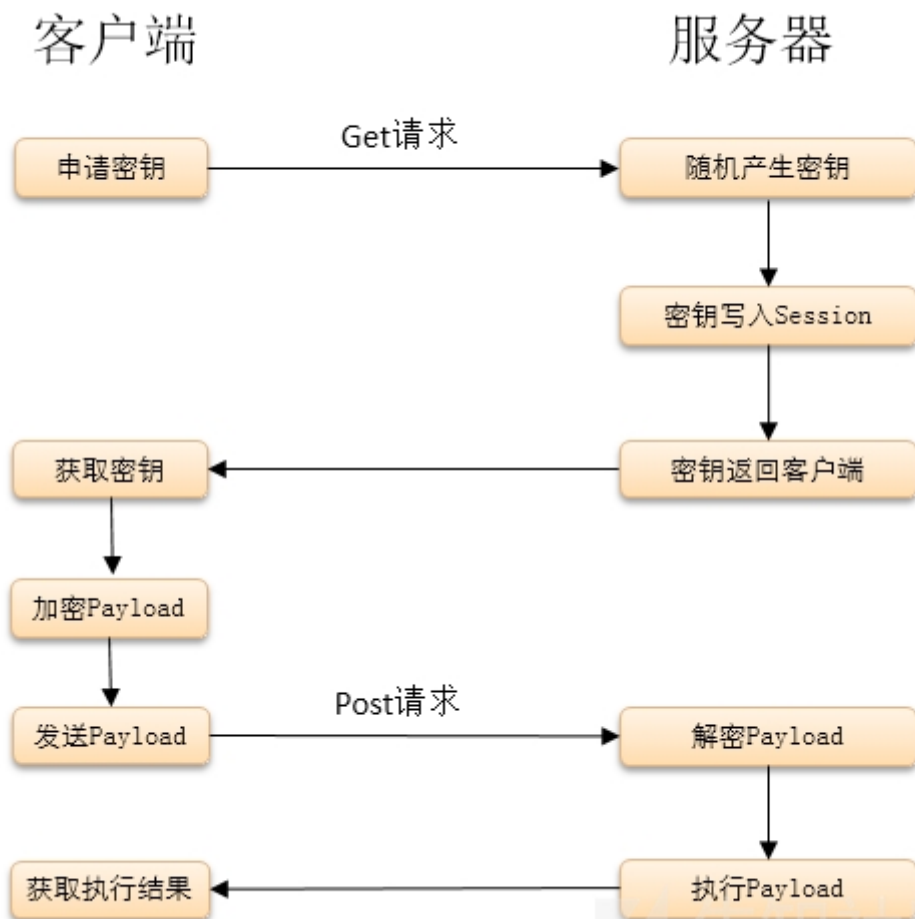 客户端
服务器
Get请求
申请密钥
随机产生密钥
密钥写入Session
获取密钥
密钥返回客户端
加密Payload
Post请求
发送Payload
解密Payload
获取执行结果
执行Payload